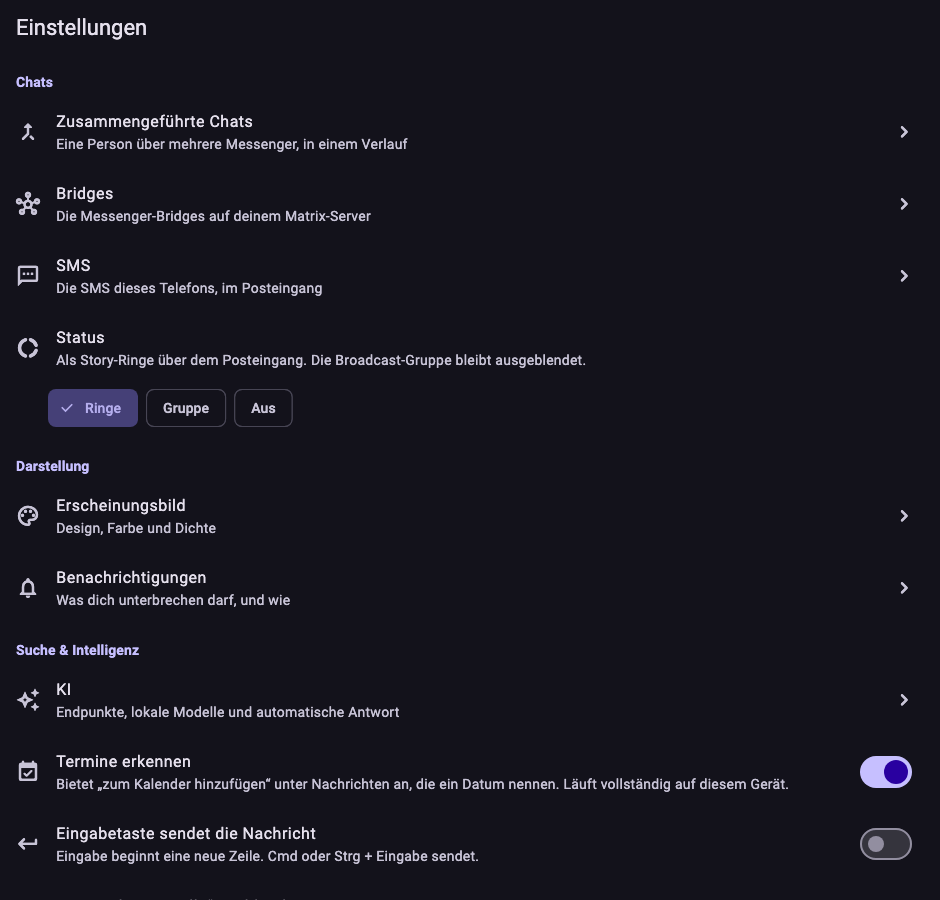 Einstellungen
Chats
Zusammengeführte Chats
Eine Person über mehrere Messenger, in einem Verlauf
Bridges
Die Messenger-Bridges auf deinem Matrix-Server
SMS
Die SMS dieses Telefons, im Posteingang
Status
Als Story-Ringe über dem Posteingang. Die Broadcast-Gruppe bleibt ausgeblendet.
Ringe Gruppe Aus
Darstellung
Erscheinungsbild
Design, Farbe und Dichte
Benachrichtigungen
Was dich unterbrechen darf, und wie
Suche & Intelligenz
KI
Endpunkte, lokale Modelle und automatische Antwort
Termine erkennen
Bietet „zum Kalender hinzufügen“ unter Nachrichten an, die ein Datum nennen. Läuft vollständig auf diesem Gerät.
Eingabetaste sendet die Nachricht
Eingabe beginnt eine neue Zeile. Cmd oder Strg + Eingabe sendet.